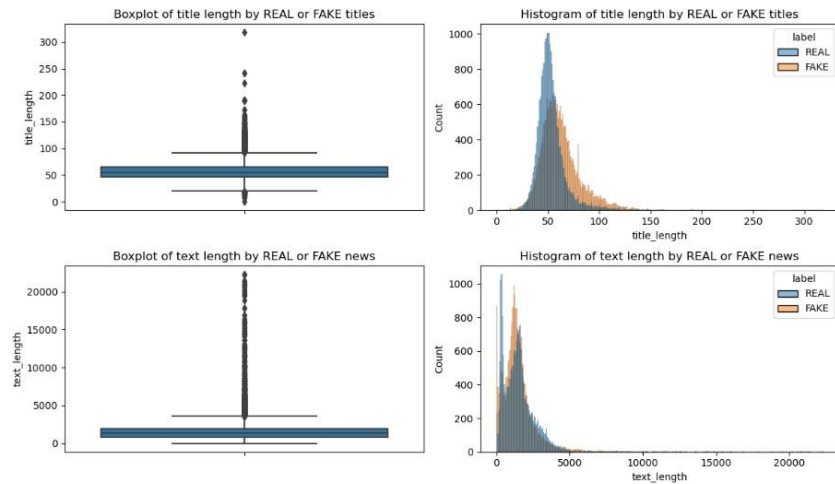 Boxplot of title length by REAL or FAKE titles
300
250
200
150
100
50
0
title_length
Histogram of title length by REAL or FAKE titles
1000
800
600
400
200
0
Count
label
REAL
FAKE
0 50 100 150 200 250 300
title_length
Boxplot of text length by REAL or FAKE news
20000
15000
10000
5000
0
text_length
Histogram of text length by REAL or FAKE news
1000
800
600
400
200
0
Count
label
REAL
FAKE
0 5000 10000 15000 20000
text_length